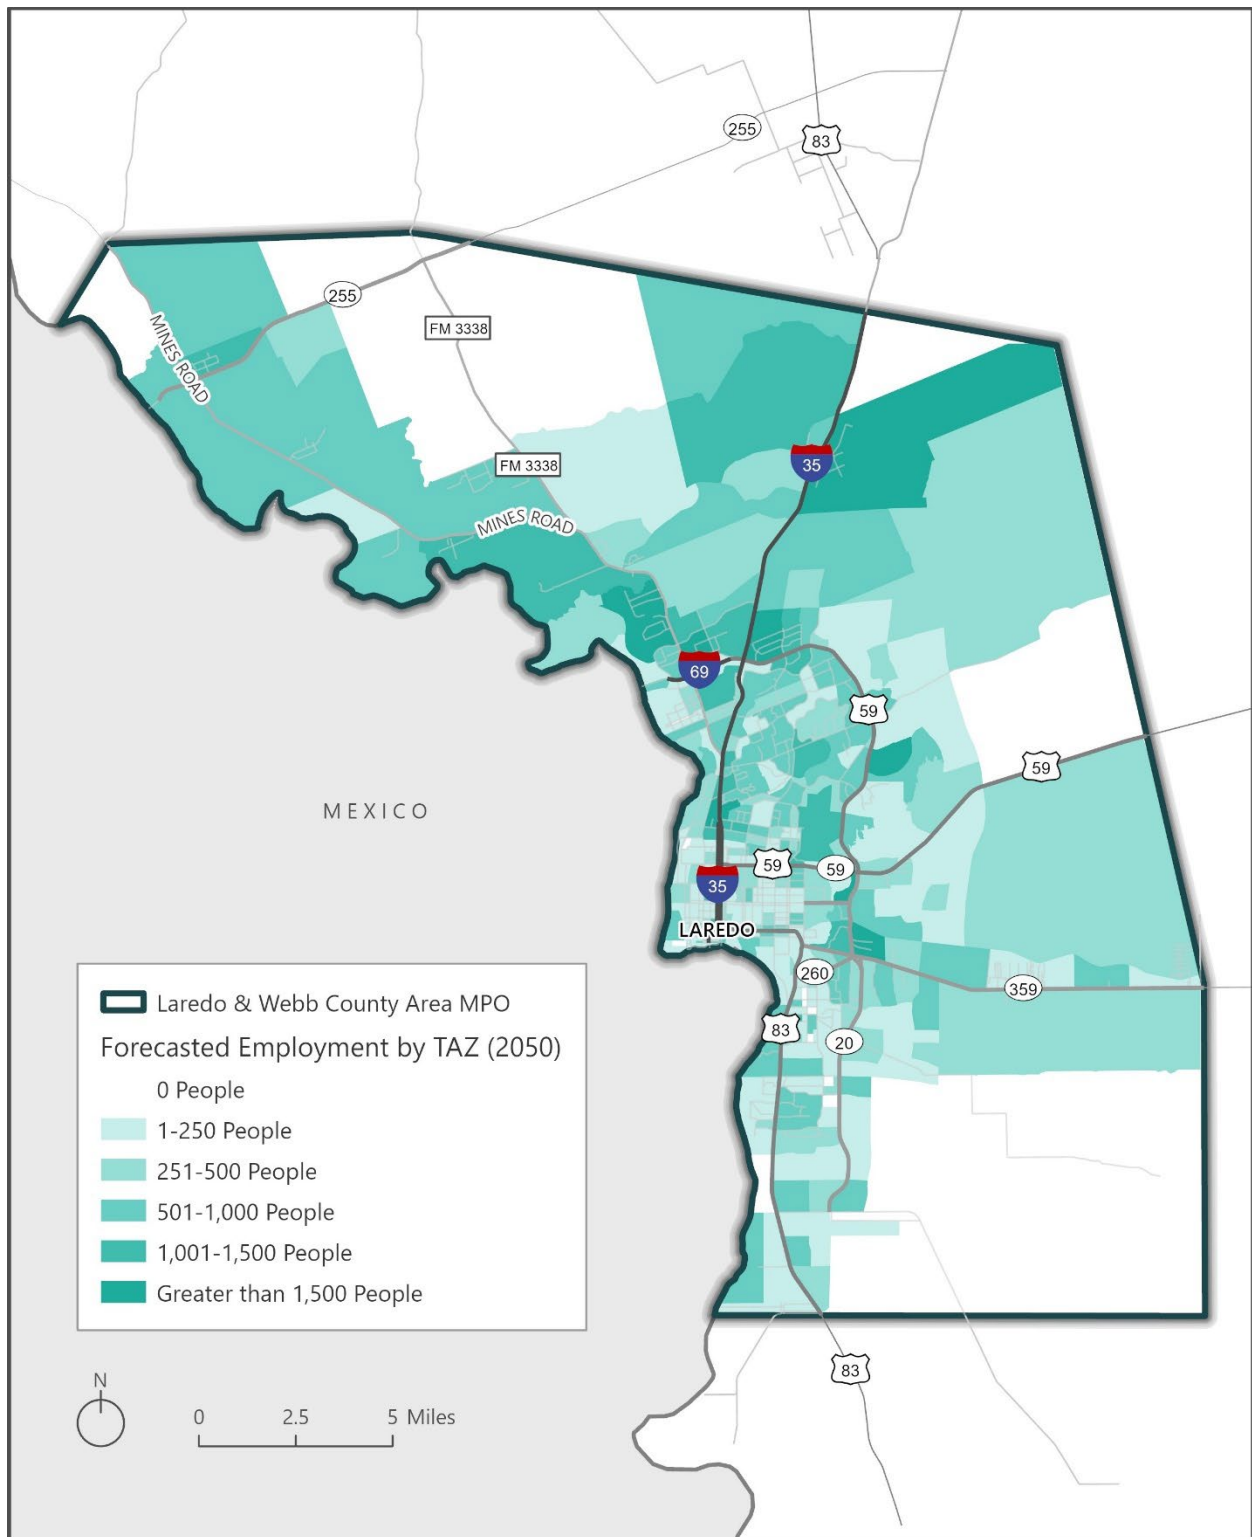 255
83
255
FM 3338
MINES ROAD
FM 3338
35
MINES ROAD
69
59
59
MEXICO
59
59
35
LAREDO
260
359
83
20
Laredo & Webb County Area MPO
Forecasted Employment by TAZ (2050)
0 People
1-250 People
251-500 People
501-1,000 People
1,001-1,500 People
Greater than 1,500 People
83
N
0 2.5 5 Miles